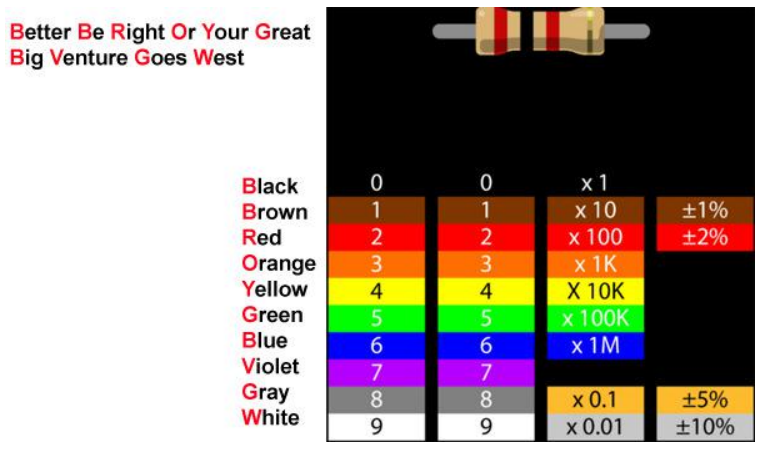 Better Be Right Or Your Great
Big Venture Goes West
Black 0 0 x 1
Brown 1 1 x 10 ±1%
Red 2 2 x 100 ±2%
Orange 3 3 x 1K
Yellow 4 4 X 10K
Green 5 5 x 100K
Blue 6 6 x 1M
Violet 7 7
Gray 8 8 x 0.1 ±5%
White 9 9 x 0.01 ±10%